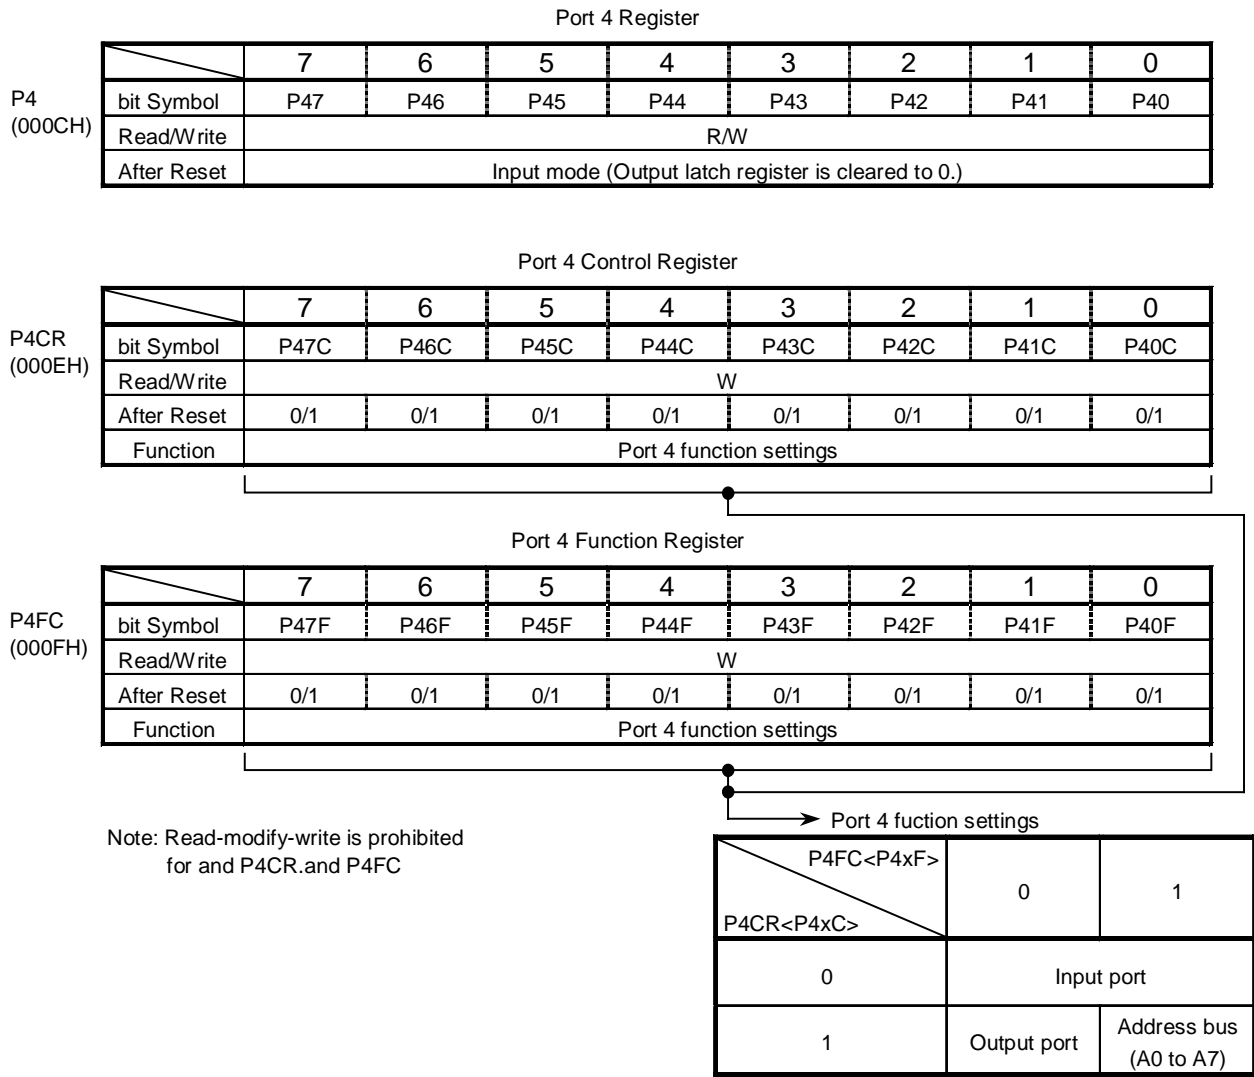 Port 4 Register
7 6 5 4 3 2 1 0
P4
(000CH)
bit Symbol P47 P46 P45 P44 P43 P42 P41 P40
Read/Write R/W
After Reset Input mode (Output latch register is cleared to 0.)
Port 4 Control Register
7 6 5 4 3 2 1 0
P4CR
(000EH)
bit Symbol P47C P46C P45C P44C P43C P42C P41C P40C
Read/Write W
After Reset 0/1 0/1 0/1 0/1 0/1 0/1 0/1 0/1
Function Port 4 function settings
Port 4 Function Register
7 6 5 4 3 2 1 0
P4FC
(000FH)
bit Symbol P47F P46F P45F P44F P43F P42F P41F P40F
Read/Write W
After Reset 0/1 0/1 0/1 0/1 0/1 0/1 0/1 0/1
Function Port 4 function settings
Note: Read-modify-write is prohibited
for and P4CR.and P4FC
Port 4 fuction settings
P4FC<P4xF>
0 1
P4CR<P4xC>
0 Input port
1 Output port Address bus
(A0 to A7)